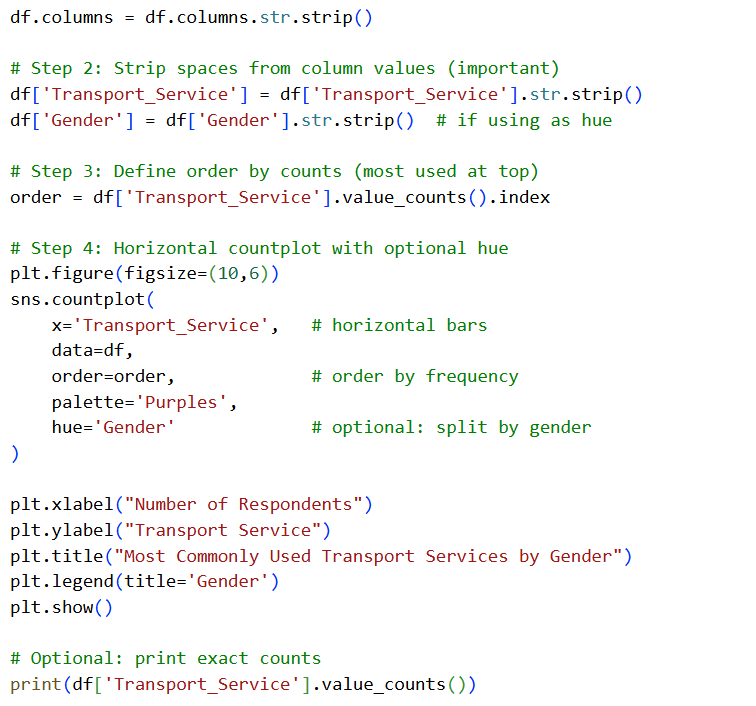 df.columns = df.columns.str.strip()
# Step 2: Strip spaces from column values (important)
df['Transport_Service'] = df['Transport_Service'].str.strip()
df['Gender'] = df['Gender'].str.strip()  # if using as hue
# Step 3: Define order by counts (most used at top)
order = df['Transport_Service'].value_counts().index
# Step 4: Horizontal countplot with optional hue
plt.figure(figsize=(10,6))
sns.countplot(
    x='Transport_Service',   # horizontal bars
    data=df,
    order=order,             # order by frequency
    palette='Purples',
    hue='Gender'             # optional: split by gender
)
plt.xlabel("Number of Respondents")
plt.ylabel("Transport Service")
plt.title("Most Commonly Used Transport Services by Gender")
plt.legend(title='Gender')
plt.show()
# Optional: print exact counts
print(df['Transport_Service'].value_counts())